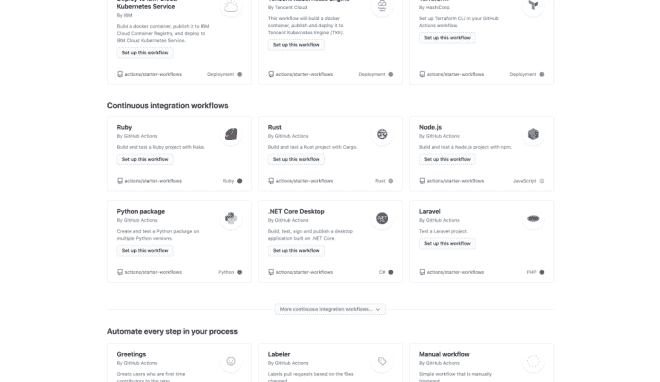 Kubernetes Service
By IBM
Build a docker container, publish it to IBM
Cloud Container Registry, and deploy to
IBM Cloud Kubernetes Service.
Set up this workflow
actions/starter-workflows
Deployment
By Tencent Cloud
This workflow will build a docker
container, publish and deploy it to
Tencent Kubernetes Engine (TKE).
Set up this workflow
actions/starter-workflows
Deployment
By HashiCorp
Set up Terraform CLI in your GitHub
Actions workflow.
Set up this workflow
actions/starter-workflows
Deployment
Continuous integration workflows
Ruby
By GitHub Actions
Build and test a Ruby project with Rake.
Set up this workflow
actions/starter-workflows
Ruby
Rust
By GitHub Actions
Build and test a Rust project with Cargo.
Set up this workflow
actions/starter-workflows
Rust
Node.js
By GitHub Actions
Build and test a Node.js project with npm.
Set up this workflow
actions/starter-workflows
JavaScript
Python package
By GitHub Actions
Create and test a Python package on
multiple Python versions.
Set up this workflow
actions/starter-workflows
Python
.NET Core Desktop
By GitHub Actions
Build, test, sign and publish a desktop
application built on .NET Core.
Set up this workflow
actions/starter-workflows
C#
Laravel
By GitHub Actions
Test a Laravel project.
Set up this workflow
actions/starter-workflows
PHP
More continuous integration workflows...
Automate every step in your process
Greetings
By GitHub Actions
Greets users who are first time
Labeler
By GitHub Actions
Labels pull requests based on the files
Manual workflow
By GitHub Actions
Simple workflow that is manually